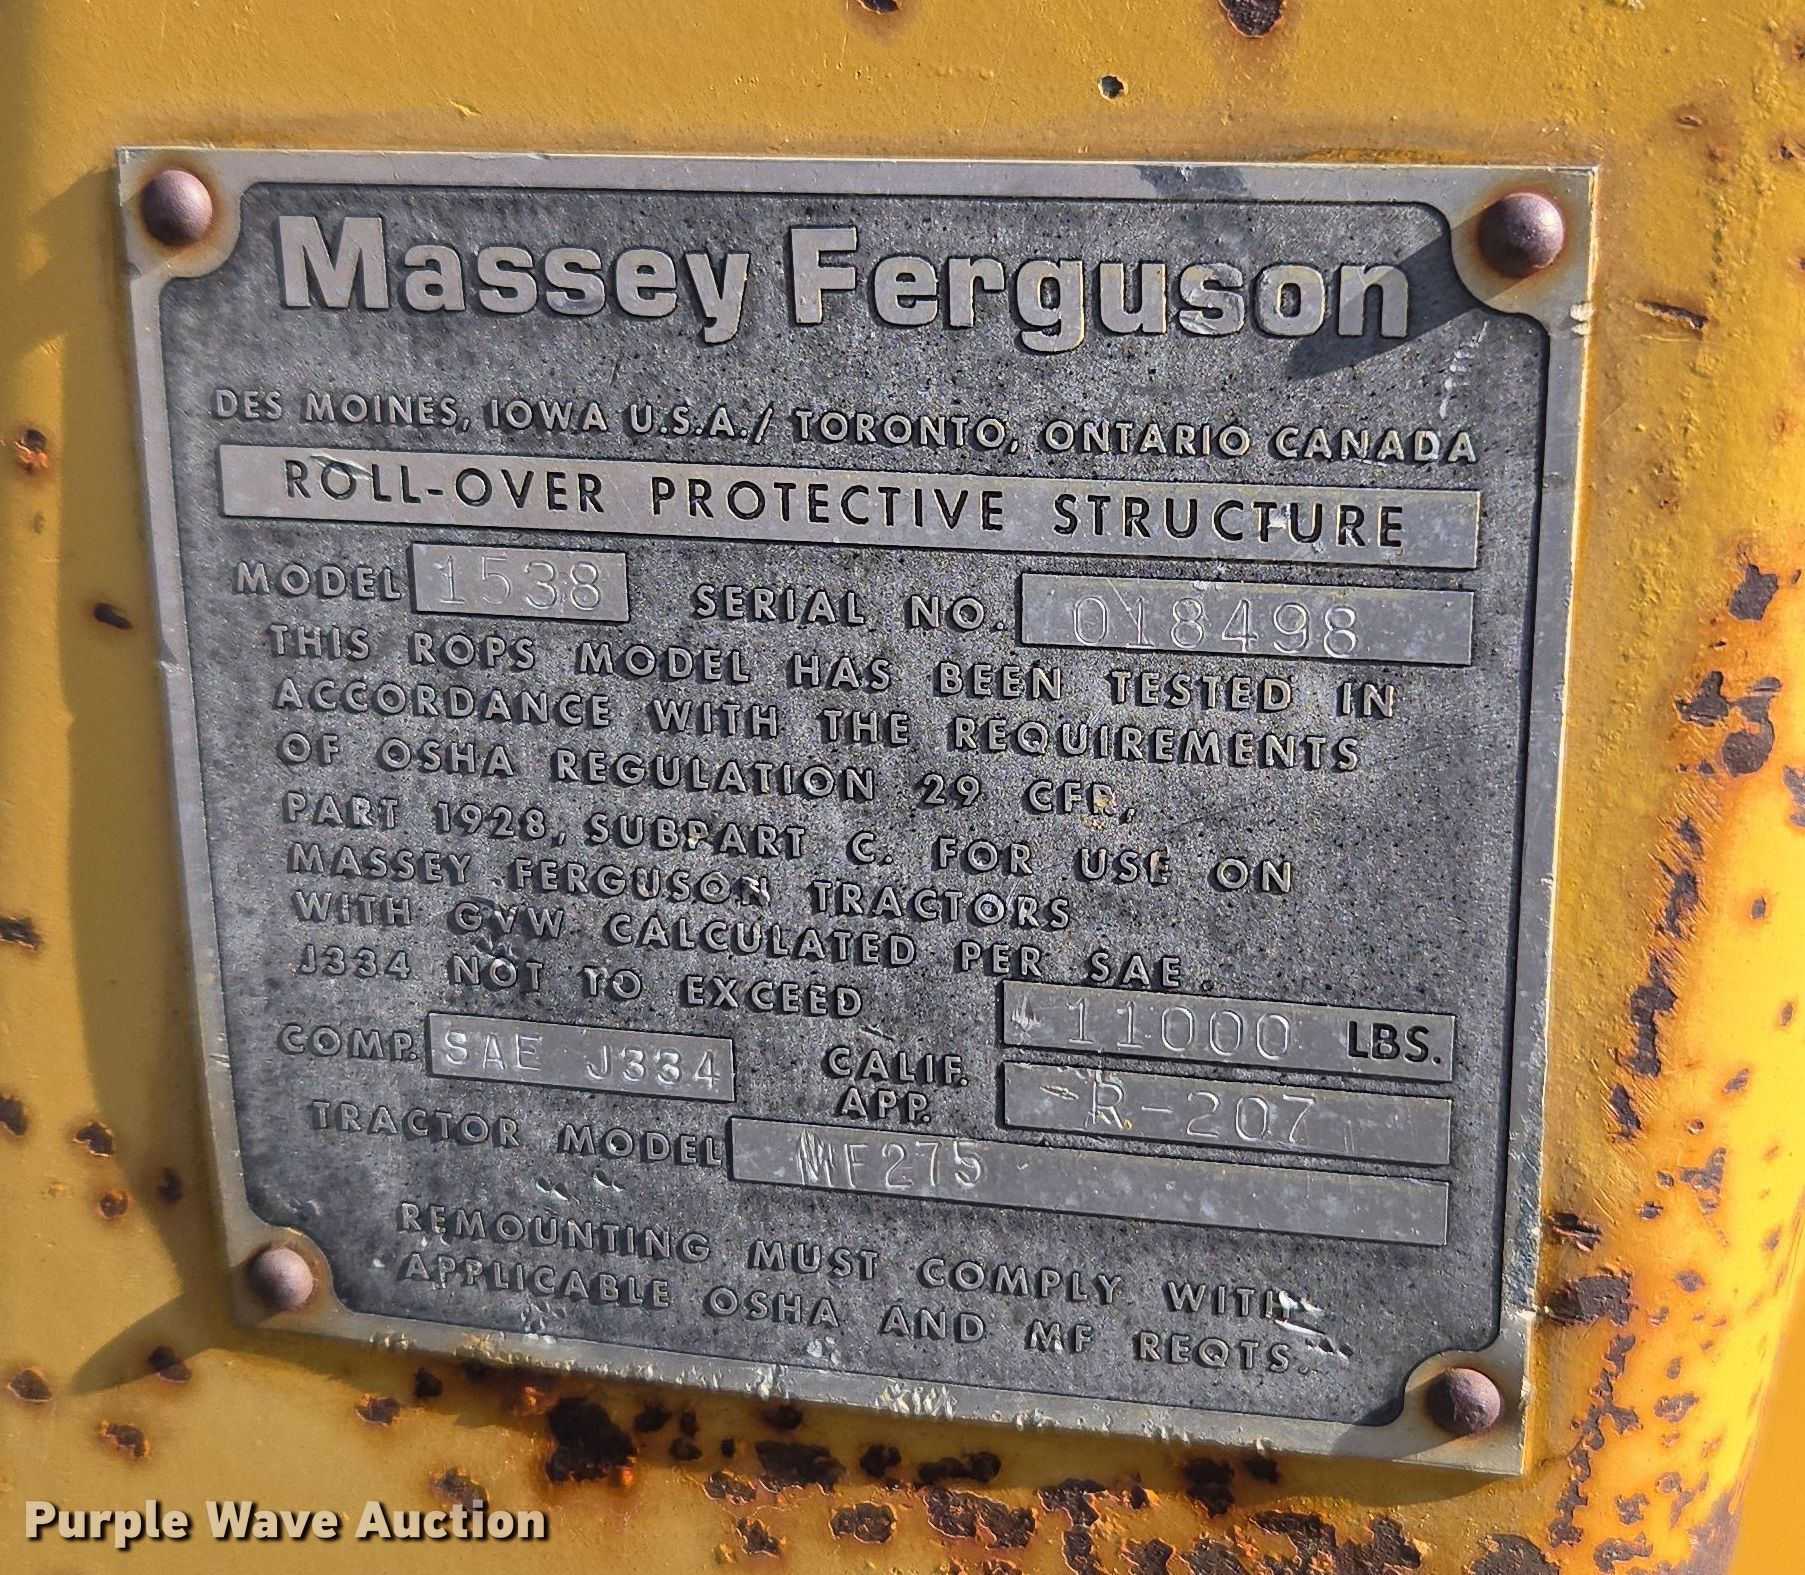 Massey Ferguson
DES MOINES, IOWA U.S.A./ TORONTO, ONTARIO CANADA
ROLL-OVER PROTECTIVE STRUCTURE
MODEL 1538 SERIAL NO. 018498
THIS ROPS MODEL HAS BEEN TESTED IN
ACCORDANCE WITH THE REQUIREMENTS
OF OSHA REGULATION 29 CFR,
PART 1928, SUBPART C. FOR USE ON
MASSEY FERGUSON TRACTORS
WITH GVW CALCULATED PER SAE.
J334 NOT TO EXCEED 11000 LBS.
COMP. SAE J334 CALIF. APP. R-207
TRACTOR MODEL MF275
REMOUNTING MUST COMPLY WITH
APPLICABLE OSHA AND MF REQTS.
Purple Wave Auction